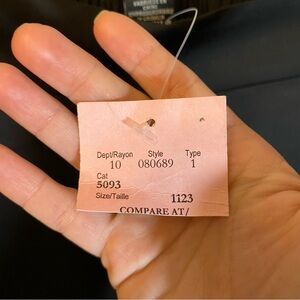 Dept/Rayon Style Type
10 080689 1
Cat
5093
Size/Taille 1123
COMPARE AT/